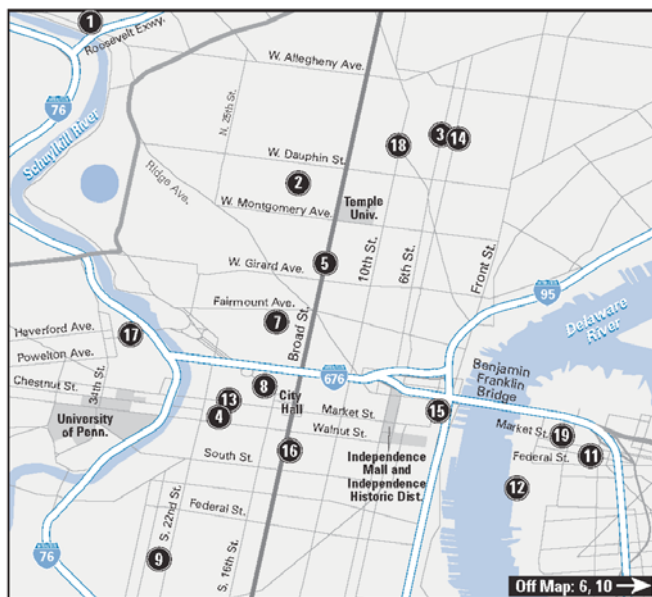 1
Roosevelt Expwy.
W. Allegheny Ave.
76
N. 25th St.
Schuylkill River
3
14
18
W. Dauphin St.
Ridge Ave.
2
W. Montgomery Ave.
Temple
Univ.
10th St.
6th St.
Front St.
W. Girard Ave.
5
95
Delaware
River
Fairmount Ave.
7
Broad St.
Haverford Ave.
17
Powelton Ave.
676
Benjamin
Franklin
Bridge
Chestnut St.
34th St.
8
City
Hall
13
4
Market St.
15
University
of Penn.
Walnut St.
Market St.
19
South St.
16
Independence
Mall and
Independence
Historic Dist.
Federal St.
11
12
S. 22nd St.
Federal St.
76
9
S. 16th St.
Off Map: 6, 10